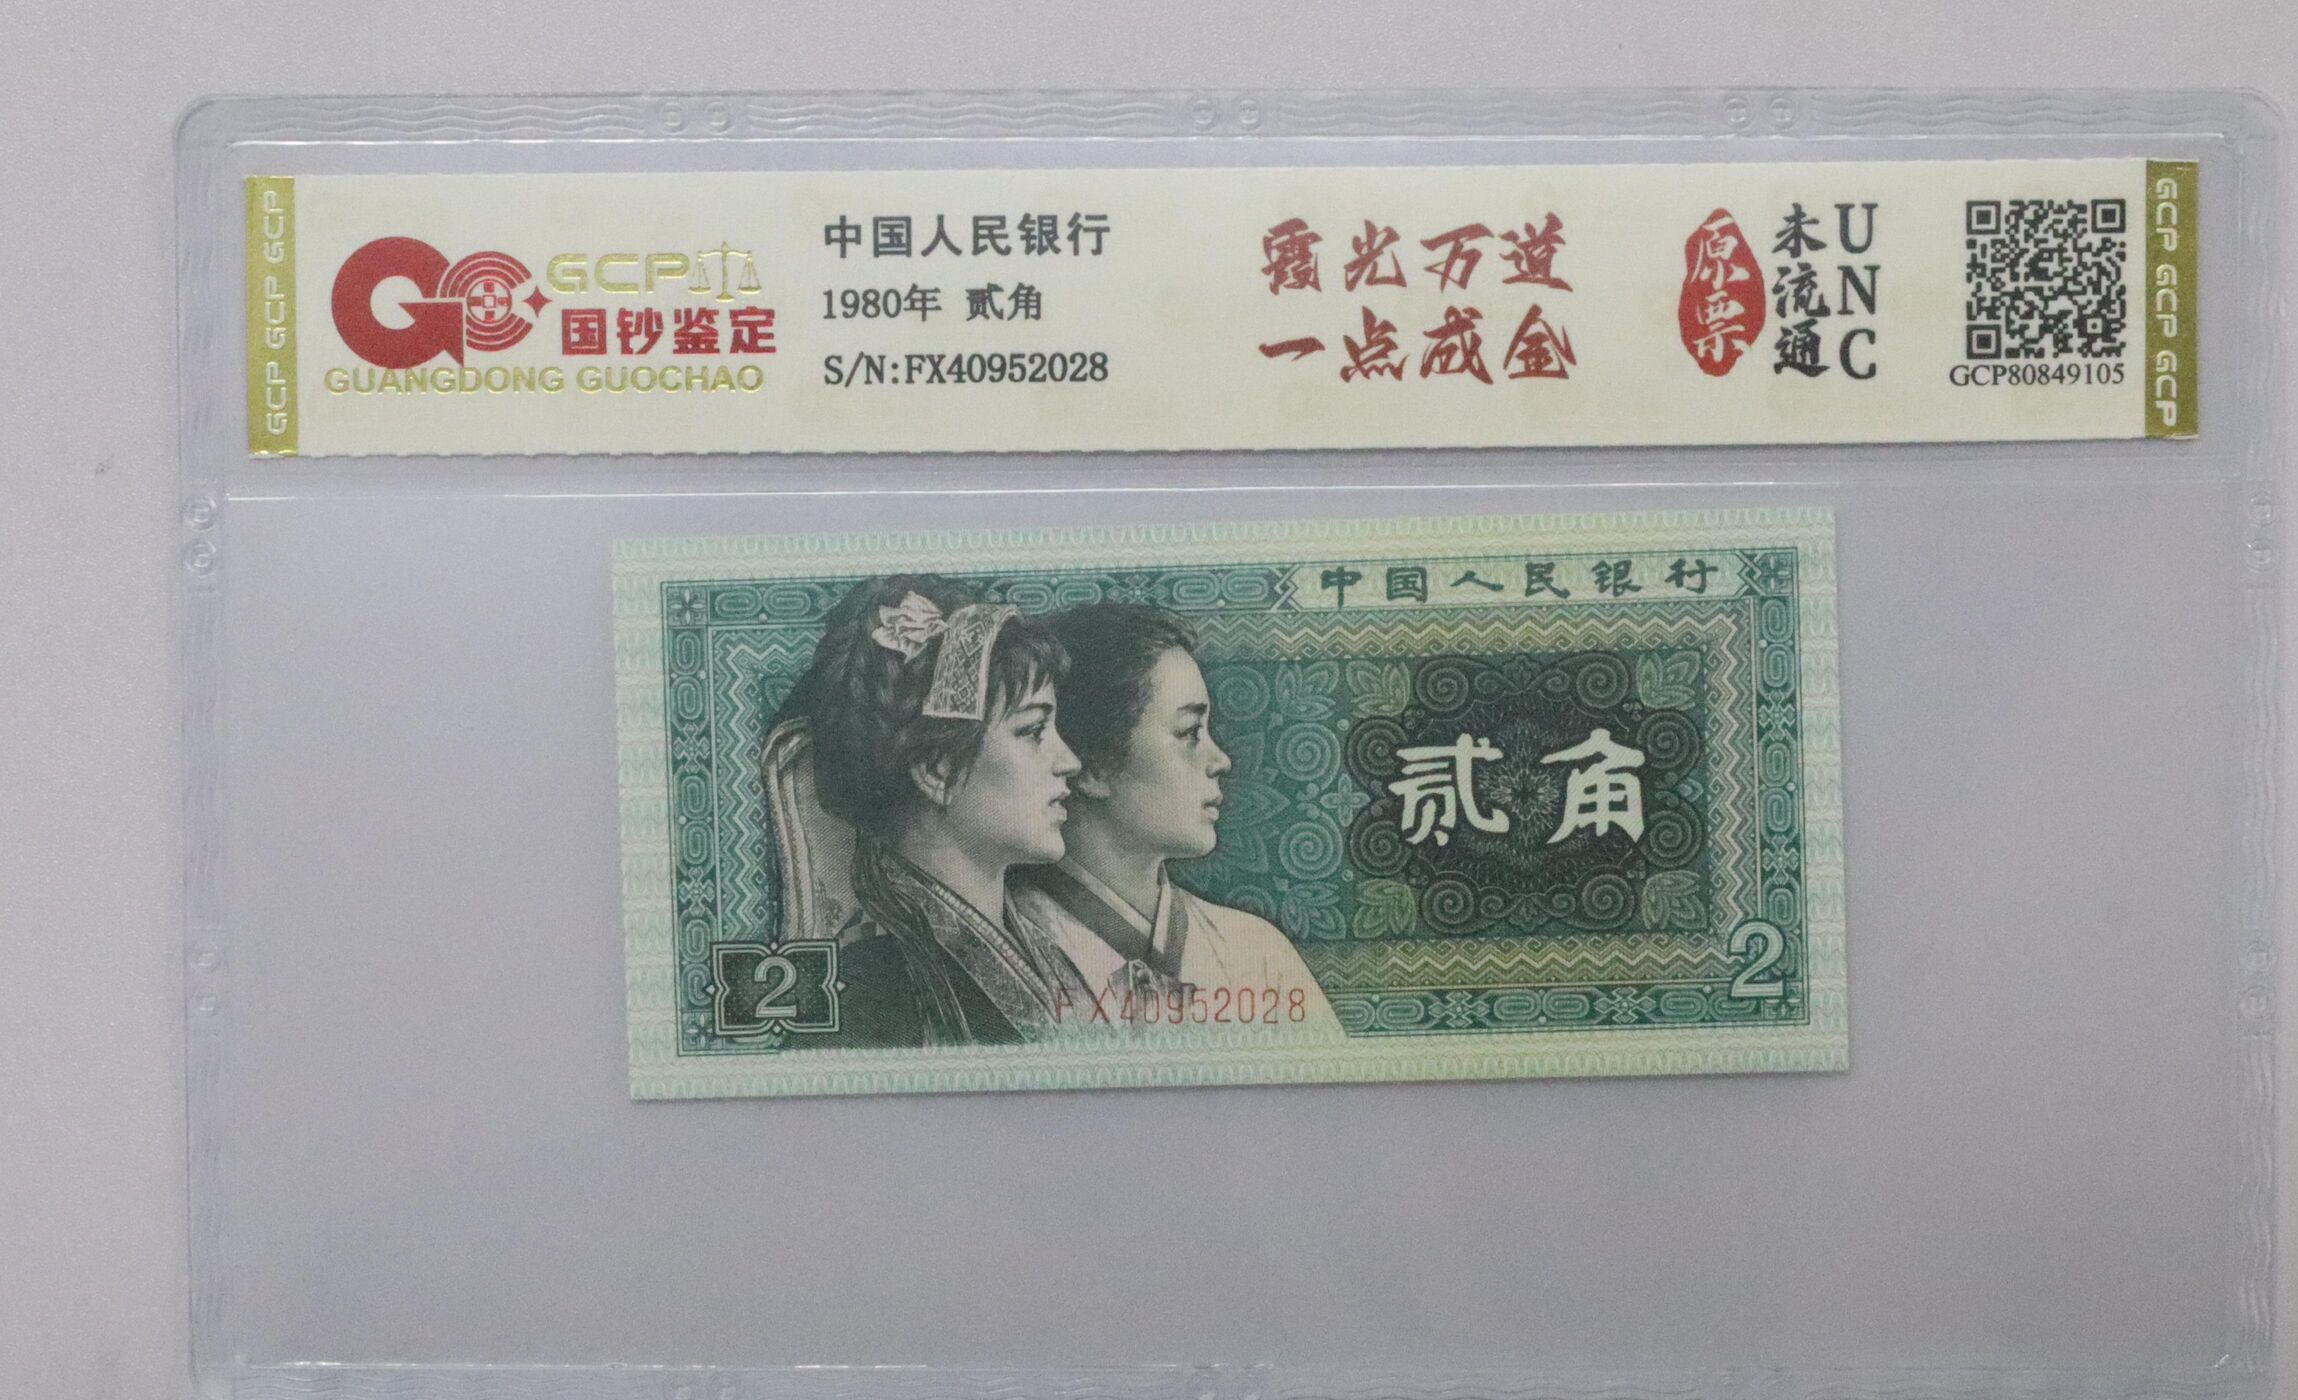 GCP
国钞鉴定
GUANGDONG GUOCHAO
中国人民银行
1980年 贰角
S/N:FX40952028
霞光万道
一点成金
原票
未流通
UNC
GCP80849105
GCP GCP GCP
GCP GCP GCP
中国人民银行
贰角
2
2
FX40952028